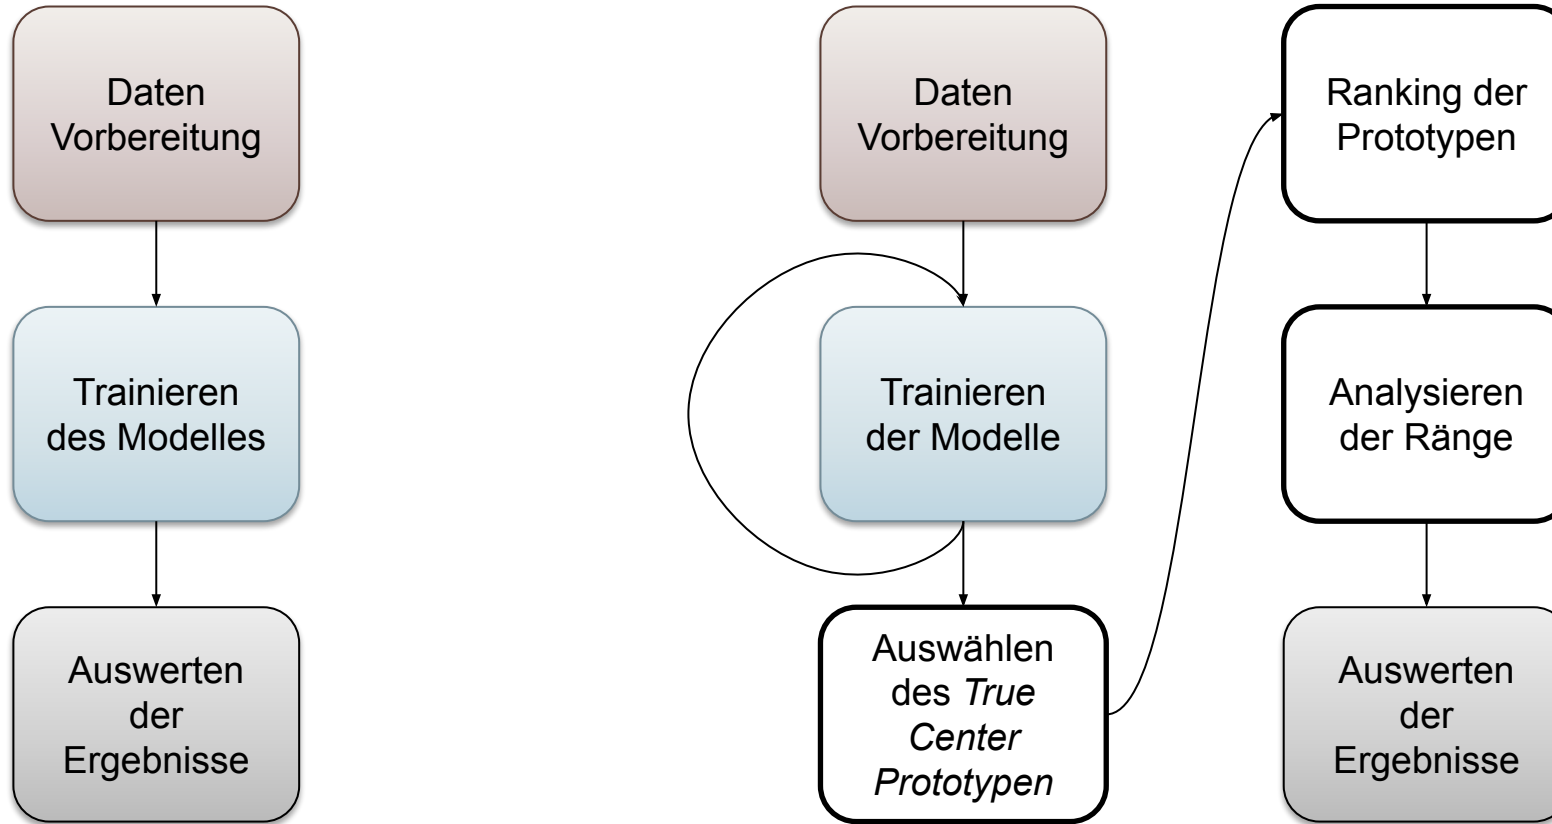 Daten
Vorbereitung
Trainieren
des Modelles
Auswerten
der
Ergebnisse
Daten
Vorbereitung
Trainieren
der Modelle
Auswählen
des True
Center
Prototypen
Ranking der
Prototypen
Analysieren
der Ränge
Auswerten
der
Ergebnisse